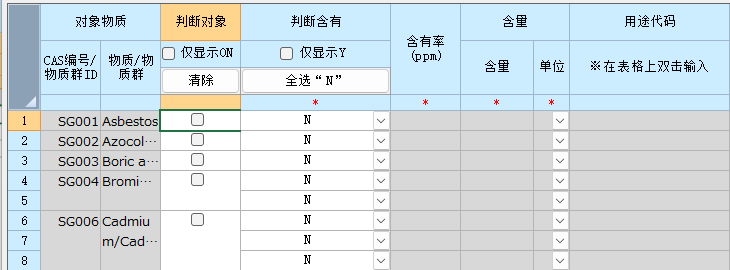 对象物质 判断对象 判断含有 含有率(ppm) 含量 用途代码
CAS编号/物质群ID 物质/物质群 仅显示ON 仅显示Y 含量 单位 ※在表格上双击输入
清除 全选“N”
* * * *
1 SG001 Asbestos N
2 SG002 Azocol… N
3 SG003 Boric a… N
4 SG004 Bromi… N
5 N
6 SG006 Cadmiu N
7 m/Cad… N
8 N